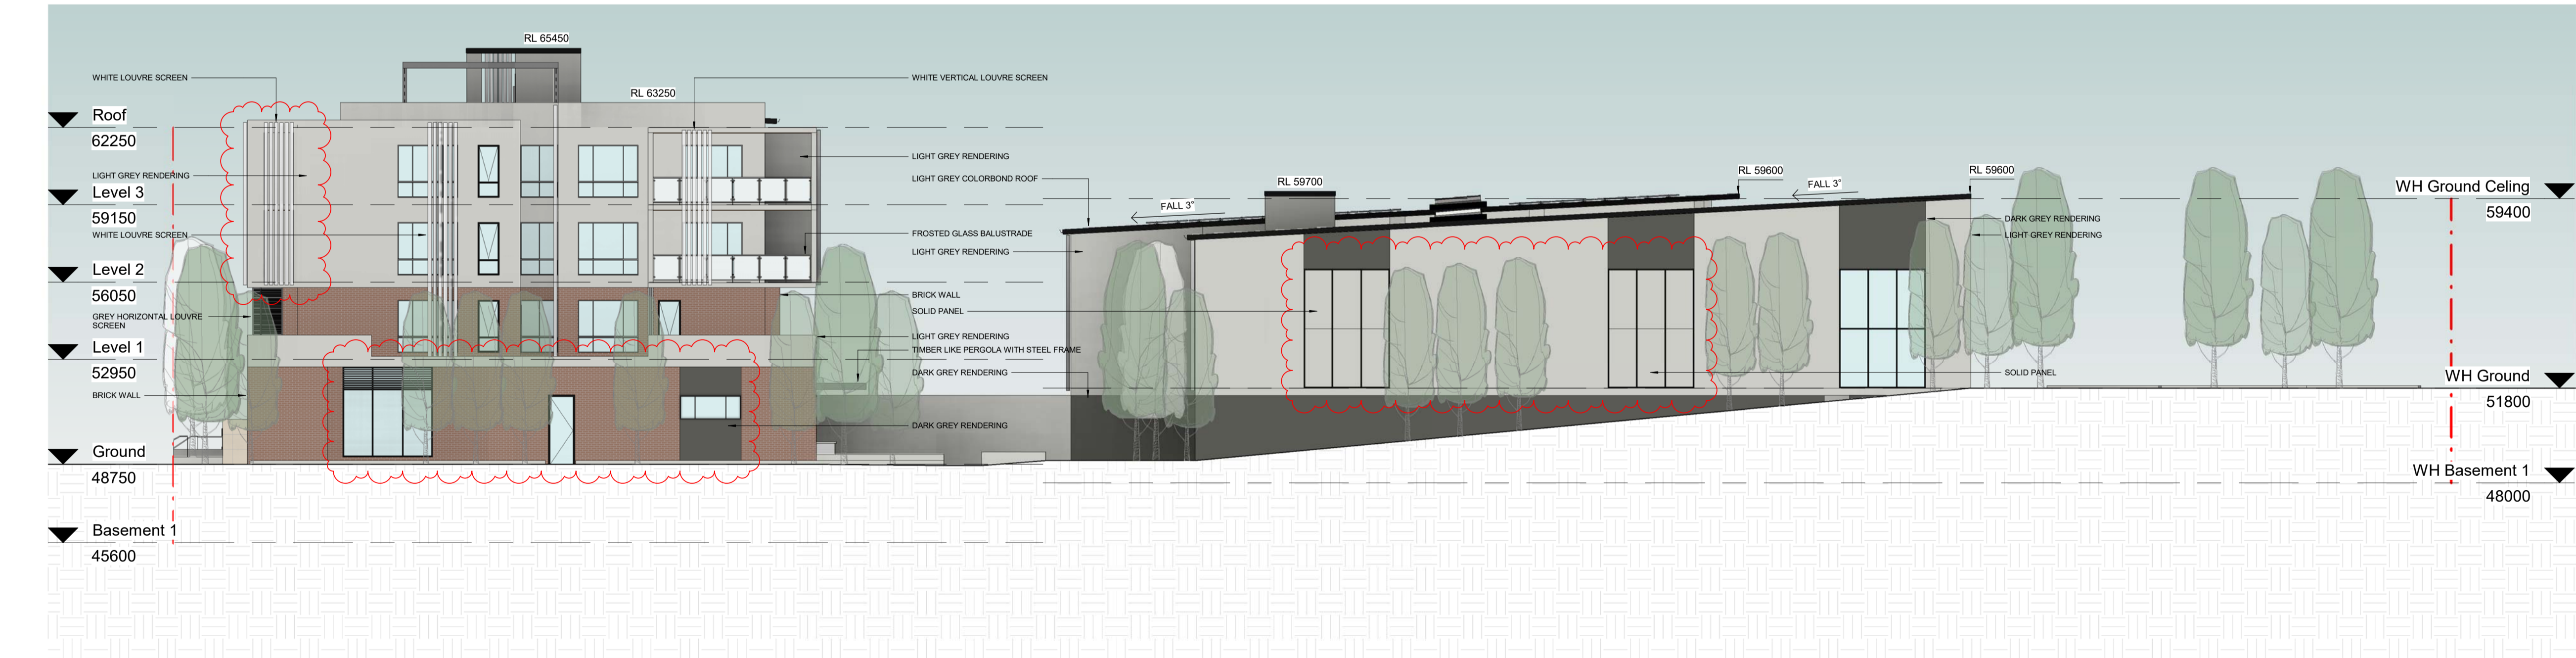 RL 65450
WHITE LOUVRE SCREEN
WHITE VERTICAL LOUVRE SCREEN
RL 63250
Roof
62250
LIGHT GREY RENDERING
LIGHT GREY RENDERING
LIGHT GREY COLORBOND ROOF
Level 3
59150
WHITE LOUVRE SCREEN
FROSTED GLASS BALUSTRADE
LIGHT GREY RENDERING
Level 2
56050
BRICK WALL
SOLID PANEL
GREY HORIZONTAL LOUVRE
SCREEN
LIGHT GREY RENDERING
Level 1
TIMBER LIKE PERGOLA WITH STEEL FRAME
52950
DARK GREY RENDERING
BRICK WALL
DARK GREY RENDERING
Ground
48750
Basement 1
45600
FALL 3°
RL 59700
RL 59600
FALL 3°
RL 59600
DARK GREY RENDERING
LIGHT GREY RENDERING
SOLID PANEL
WH Ground Celing
59400
WH Ground
51800
WH Basement 1
48000